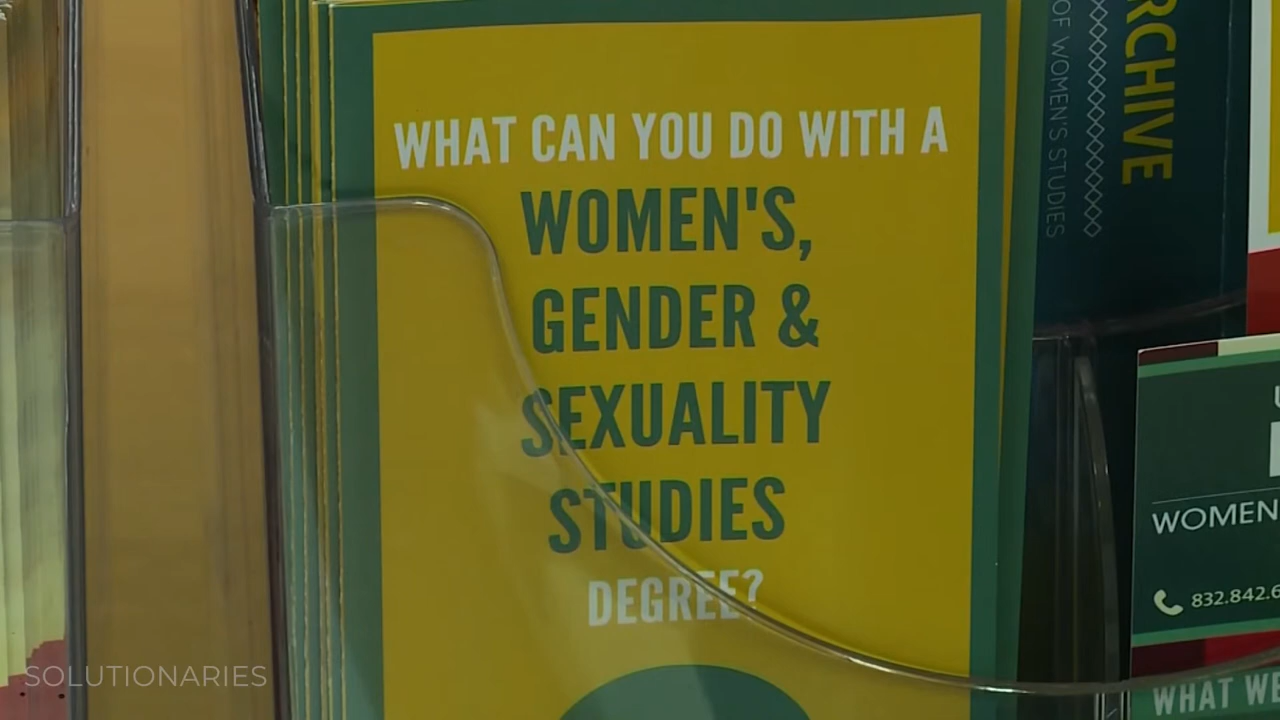 WHAT CAN YOU DO WITH A
WOMEN'S,
GENDER &
SEXUALITY
STUDIES
DEGREE?
OF WOMEN'S STUDIES
RCHIVE
WOMEN
832.842.6
WHAT WE
SOLUTIONARIES